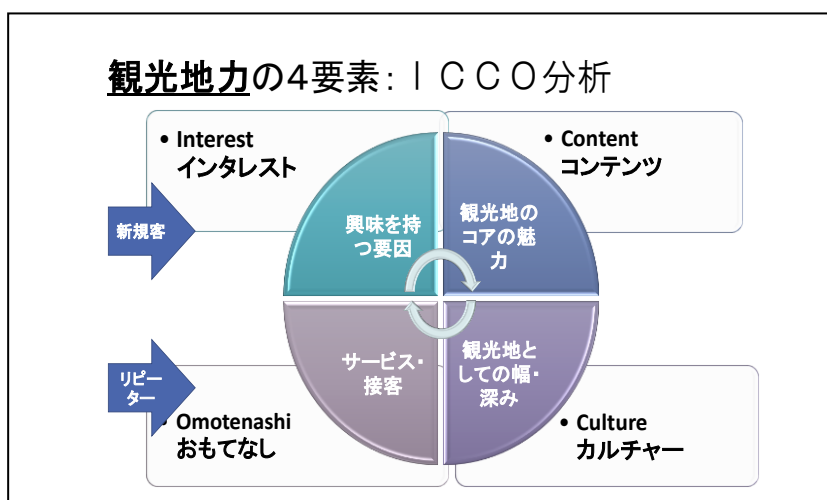 観光地力の4要素：ＩＣＣＯ分析
• Interest
インタレスト
• Content
コンテンツ
新規客
興味を持
つ要因
観光地の
コアの魅
力
リピー
ター
サービス・
接客
観光地と
しての幅・
深み
• Omotenashi
おもてなし
• Culture
カルチャー